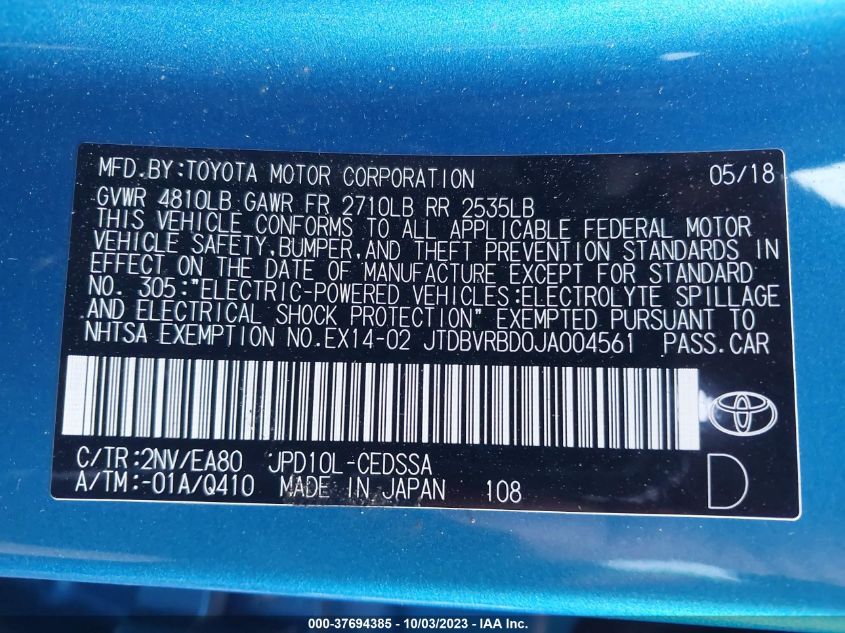 MFD.BY:TOYOTA MOTOR CORPORATION 05/18
GVWR 4810LB GAWR FR 2710LB RR 2535LB
THIS VEHICLE CONFORMS TO ALL APPLICABLE FEDERAL MOTOR
VEHICLE SAFETY,BUMPER,AND THEFT PREVENTION STANDARDS IN
EFFECT ON THE DATE OF MANUFACTURE EXCEPT FOR STANDARD
NO. 305:"ELECTRIC-POWERED VEHICLES:ELECTROLYTE SPILLAGE
AND ELECTRICAL SHOCK PROTECTION" EXEMPTED PURSUANT TO
NHTSA EXEMPTION NO.EX14-02 JTDBVRBD0JA004561 PASS.CAR
C/TR:2NV/EA80 JPD10L-CEDSSA
A/TM:-01A/Q410 MADE IN JAPAN 108
D
000-37694385 - 10/03/2023 - Copyright © IAA, Inc.